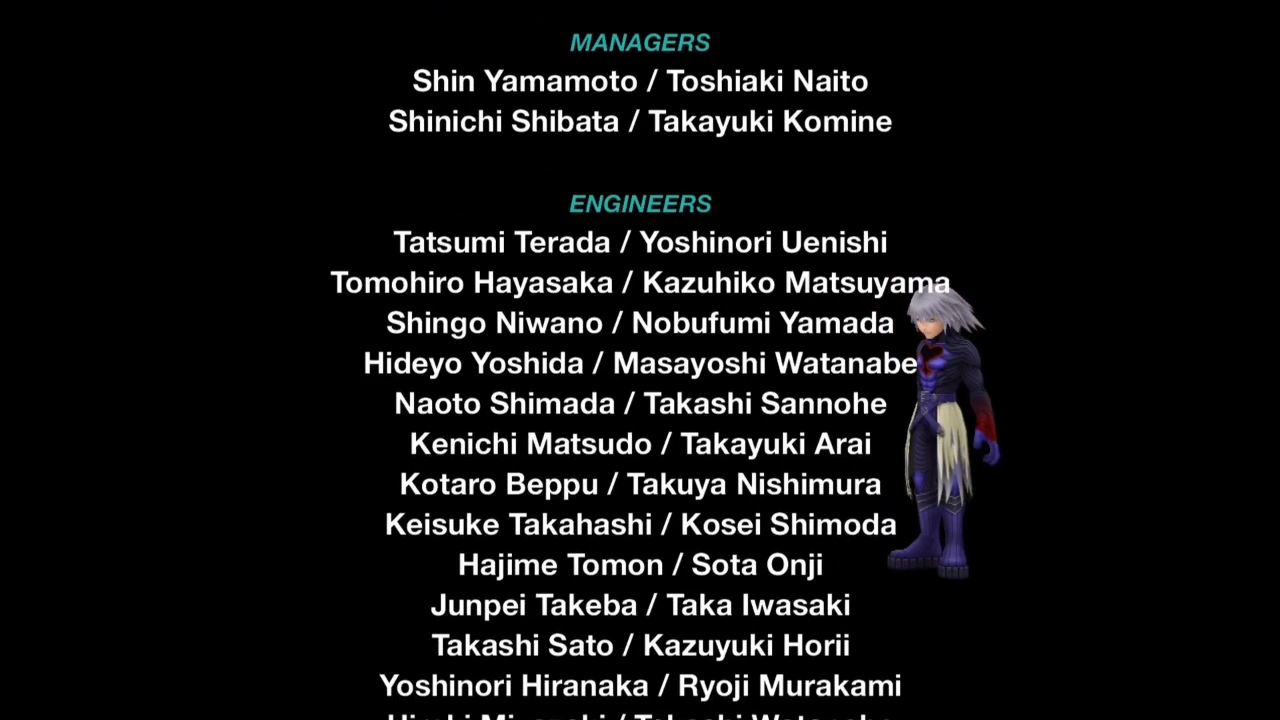 MANAGERS
Shin Yamamoto / Toshiaki Naito
Shinichi Shibata / Takayuki Komine
ENGINEERS
Tatsumi Terada / Yoshinori Uenishi
Tomohiro Hayasaka / Kazuhiko Matsuyama
Shingo Niwano / Nobufumi Yamada
Hideyo Yoshida / Masayoshi Watanabe
Naoto Shimada / Takashi Sannohe
Kenichi Matsudo / Takayuki Arai
Kotaro Beppu / Takuya Nishimura
Keisuke Takahashi / Kosei Shimoda
Hajime Tomon / Sota Onji
Junpei Takeba / Taka Iwasaki
Takashi Sato / Kazuyuki Horii
Yoshinori Hiranaka / Ryoji Murakami